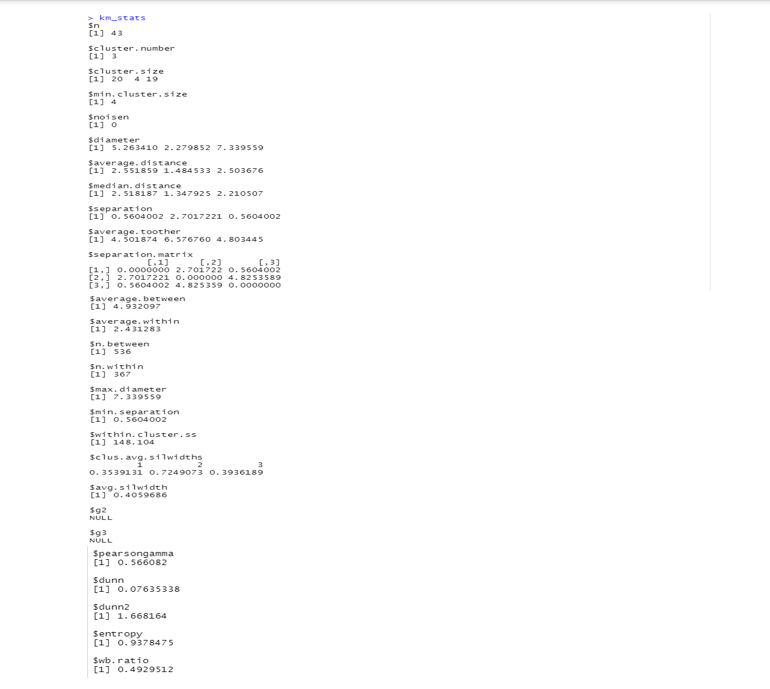 > km_stats
$n
[1] 43
$cluster.number
[1] 3
$cluster.size
[1] 20  4 19
$min.cluster.size
[1] 4
$noisen
[1] 0
$diameter
[1] 5.263410 2.279852 7.339559
$average.distance
[1] 2.551859 1.484533 2.503676
$median.distance
[1] 2.518187 1.347925 2.210507
$separation
[1] 0.5604002 2.7017221 0.5604002
$average.toother
[1] 4.501874 6.576760 4.803445
$separation.matrix
[,1] [,2] [,3]
[1,] 0.0000000 2.701722 0.5604002
[2,] 2.7017221 0.000000 4.8253589
[3,] 0.5604002 4.825359 0.0000000
$average.between
[1] 4.932097
$average.within
[1] 2.431283
$n.between
[1] 536
$n.within
[1] 367
$max.diameter
[1] 7.339559
$min.separation
[1] 0.5604002
$within.cluster.ss
[1] 148.104
$clus.avg.silwidths
1 2 3
0.3539131 0.7249073 0.3936189
$avg.silwidth
[1] 0.4059686
$g2
NULL
$g3
NULL
$pearsongamma
[1] 0.566082
$dunn
[1] 0.07635338
$dunn2
[1] 1.668164
$entropy
[1] 0.9378475
$wb.ratio
[1] 0.4929512